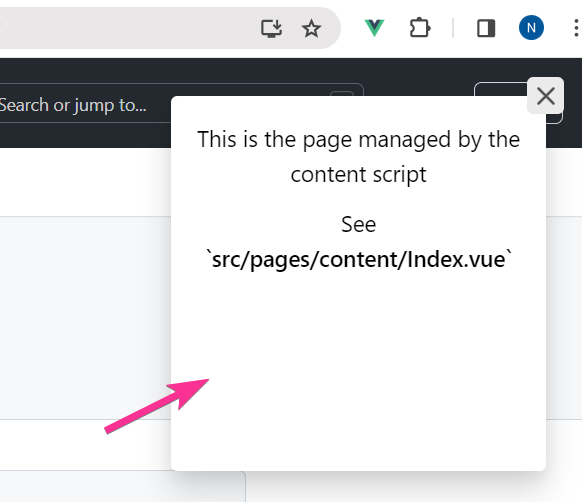 N
Search or jump to...
This is the page managed by the
content script
See
`src/pages/content/Index.vue`